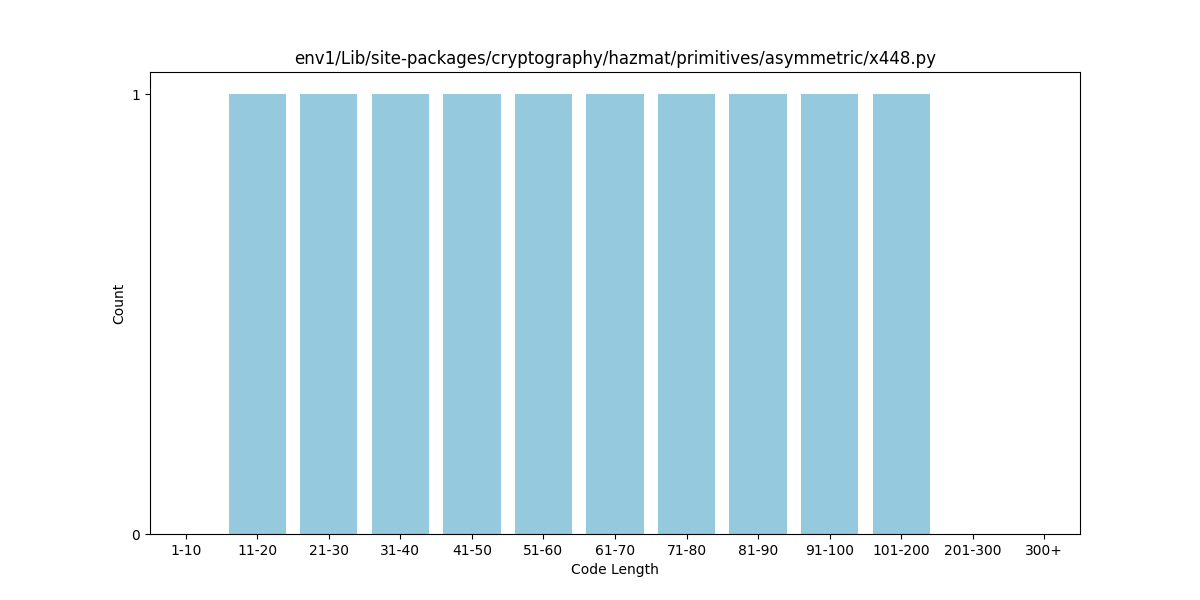 env1/Lib/site-packages/cryptography/hazmat/primitives/asymmetric/x448.py
1
Count
0
1-10 11-20 21-30 31-40 41-50 51-60 61-70 71-80 81-90 91-100 101-200 201-300 300+
Code Length